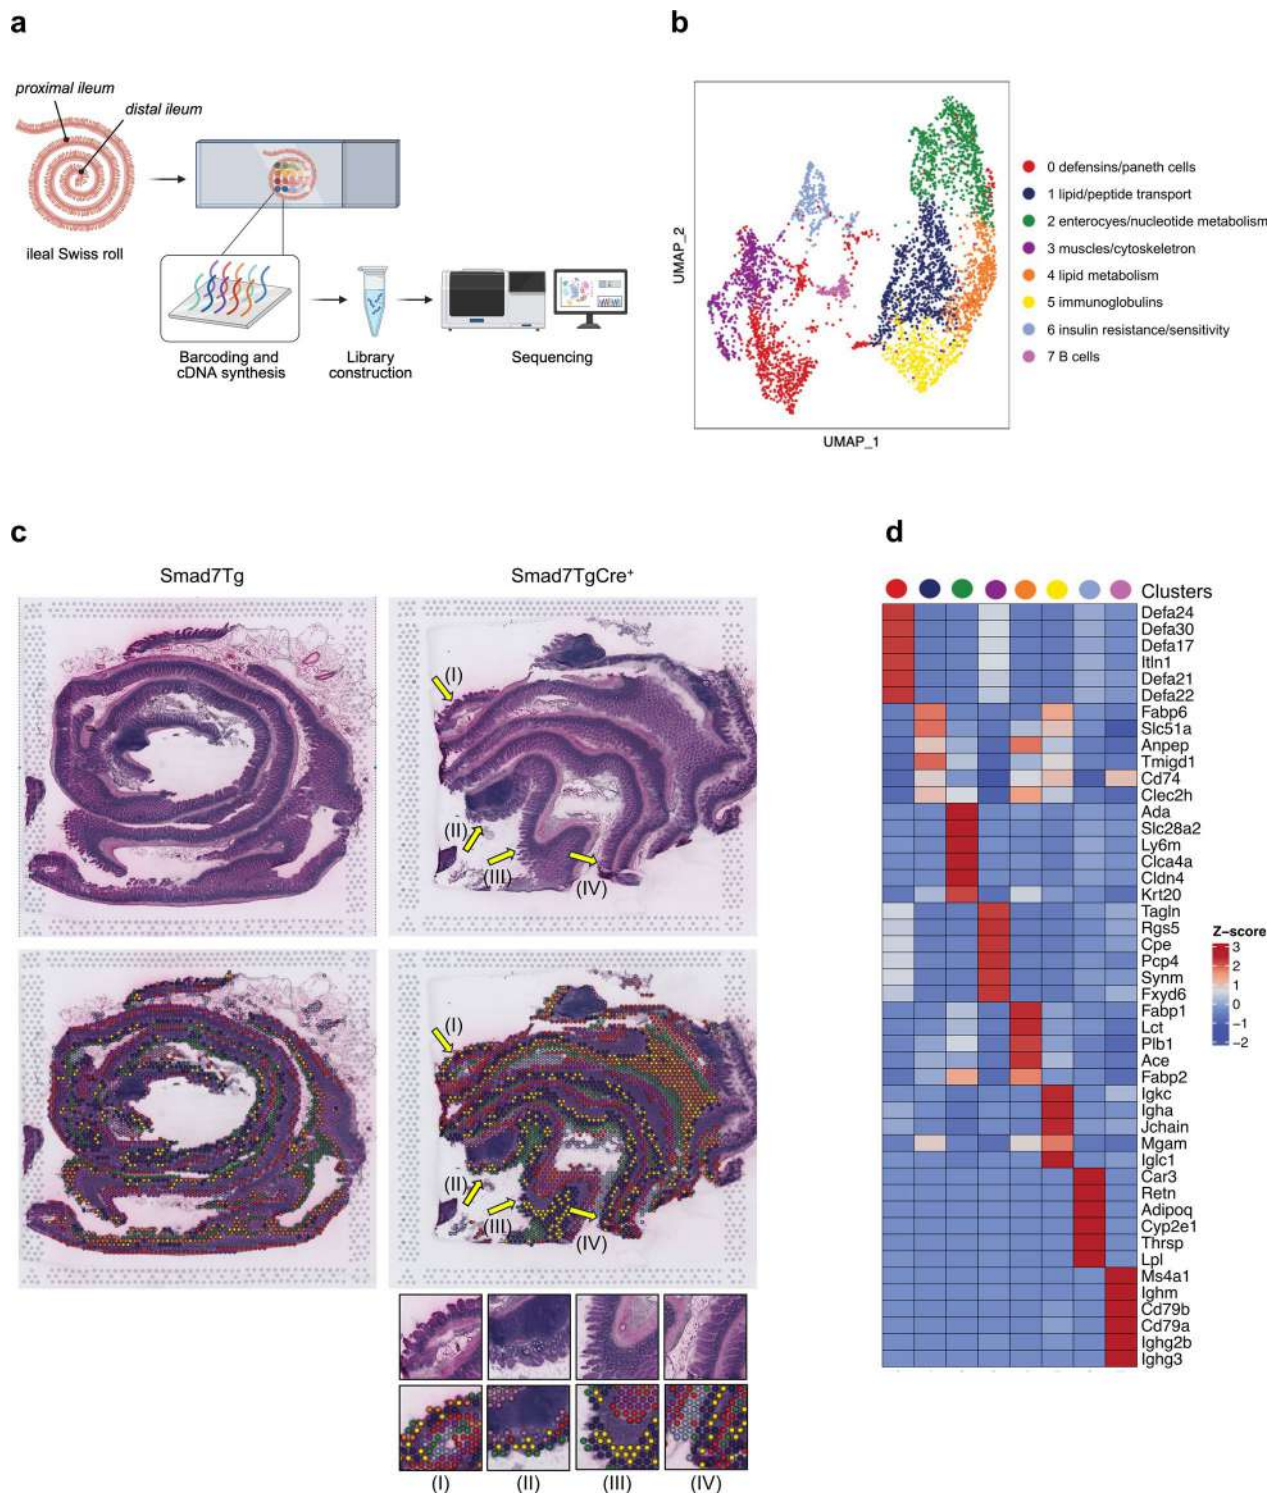 a
proximal ileum
distal ileum
ileal Swiss roll
Barcoding and
cDNA synthesis
Library
construction
Sequencing
b
UMAP_2
UMAP_1
0 defensins/paneth cells
1 lipid/peptide transport
2 enterocyes/nucleotide metabolism
3 muscles/cytoskeletron
4 lipid metabolism
5 immunoglobulins
6 insulin resistance/sensitivity
7 B cells
c
Smad7Tg
Smad7TgCre⁺
(I)
(II)
(III)
(IV)
(I)
(II)
(III)
(IV)
(I)
(II)
(III)
(IV)
d
Clusters
Defa24
Defa30
Defa17
Itln1
Defa21
Defa22
Fabp6
Slc51a
Anpep
Tmigd1
Cd74
Clec2h
Ada
Slc28a2
Ly6m
Clca4a
Cldn4
Krt20
Tagln
Rgs5
Cpe
Pcp4
Synm
Fxyd6
Fabp1
Lct
Plb1
Ace
Fabp2
Igkc
Igha
Jchain
Mgam
Iglc1
Car3
Retn
Adipoq
Cyp2e1
Thrsp
Lpl
Ms4a1
Ighm
Cd79b
Cd79a
Ighg2b
Ighg3
Z-score
3
2
1
0
−1
−2